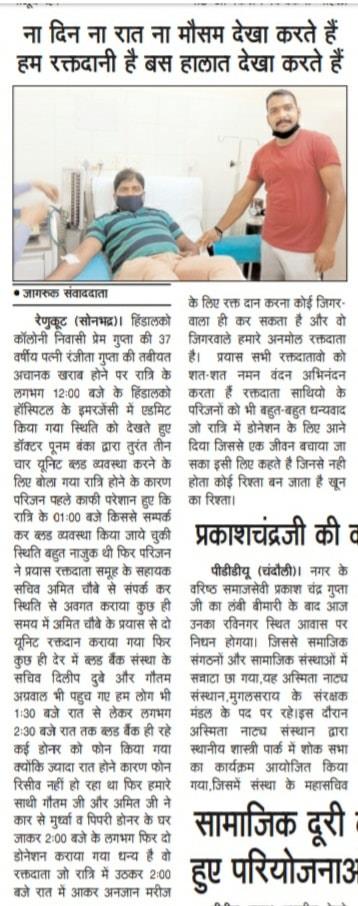 ना दिन ना रात ना मौसम देखा करते हैं
हम रक्तदानी है बस हालात देखा करते हैं
• जागरुक संवाददाता
रेणुकूट (सोनभद्र)। हिंडालको
कॉलोनी निवासी प्रेम गुप्ता की 37
वर्षीय पत्नी रंजीता गुप्ता की तबीयत
अचानक खराब होने पर रात्रि के
लगभग 12:00 बजे के हिंडालको
हॉस्पिटल के इमरजेंसी में एडमिट
किया गया स्थिति को देखते हुए
डॉक्टर पूनम बंका द्वारा तुरंत तीन
चार यूनिट ब्लड व्यवस्था करने के
लिए बोला गया रात्रि होने के कारण
परिजन पहले काफी परेशान हुए कि
रात्रि के 01:00 बजे किससे सम्पर्क
कर ब्लड व्यवस्था किया जाये चुकी
स्थिति बहुत नाजुक थी फिर परिजन
ने प्रयास रक्तदाता समूह के सहायक
सचिव अमित चौबे से संपर्क कर
स्थिति से अवगत कराया कुछ ही
समय में अमित चौबे के प्रयास से दो
यूनिट रक्तदान कराया गया फिर
कुछ ही देर में ब्लड बैंक संस्था के
सचिव दिलीप दुबे और गौतम
अग्रवाल भी पहुच गए हम लोग भी
1:30 बजे रात से लेकर लगभग
2:30 बजे रात तक ब्लड बैंक ही रहे
कई डोनर को फोन किया गया
क्योंकि ज्यादा रात होने कारण फोन
रिसीव नहीं हो रहा था फिर हमारे
साथी गौतम जी और अमित जी ने
कार से मुर्धवा व पिपरी डोनर के घर
जाकर 2:00 बजे के लगभग फिर दो
डोनेशन कराया गया धन्य है वो
रक्तदाता जो रात्रि में उठकर 2:00
बजे रात में आकर अनजान मरीज
के लिए रक्त दान करना कोई जिगर-
वाला ही कर सकता है और वो
जिगरवाले हमारे अनमोल रक्तदाता
है। प्रयास सभी रक्तदातावो को
शत-शत नमन वंदन अभिनंदन
करता हैं रक्तदाता साथियो के
परिजनों को भी बहुत-बहुत धन्यवाद
जो रात्रि में डोनेशन के लिए आने
दिया जिससे एक जीवन बचाया जा
सका इसी लिए कहते है जिनसे नही
होता कोई रिश्ता बन जाता है खून
का रिश्ता।
प्रकाशचंद्रजी की
पीडीडीयू (चंदौली)। नगर के
वरिष्ठ समाजसेवी प्रकाश चंद्र गुप्ता
जी का लंबी बीमारी के बाद आज
उनका रविनगर स्थित आवास पर
निधन होगया। जिससे सामाजिक
संगठनों और सामाजिक संस्थाओं में
सन्नाटा छा गया,यह अस्मिता नाट्य
संस्थान,मुगलसराय के संरक्षक
मंडल के पद पर रहे।इस दौरान
अस्मिता नाट्य संस्थान द्वारा
स्थानीय शास्त्री पार्क में शोक सभा
का कार्यक्रम आयोजित किया
गया,जिसमें संस्था के महासचिव
सामाजिक दूरी
हुए परियोजनाअ